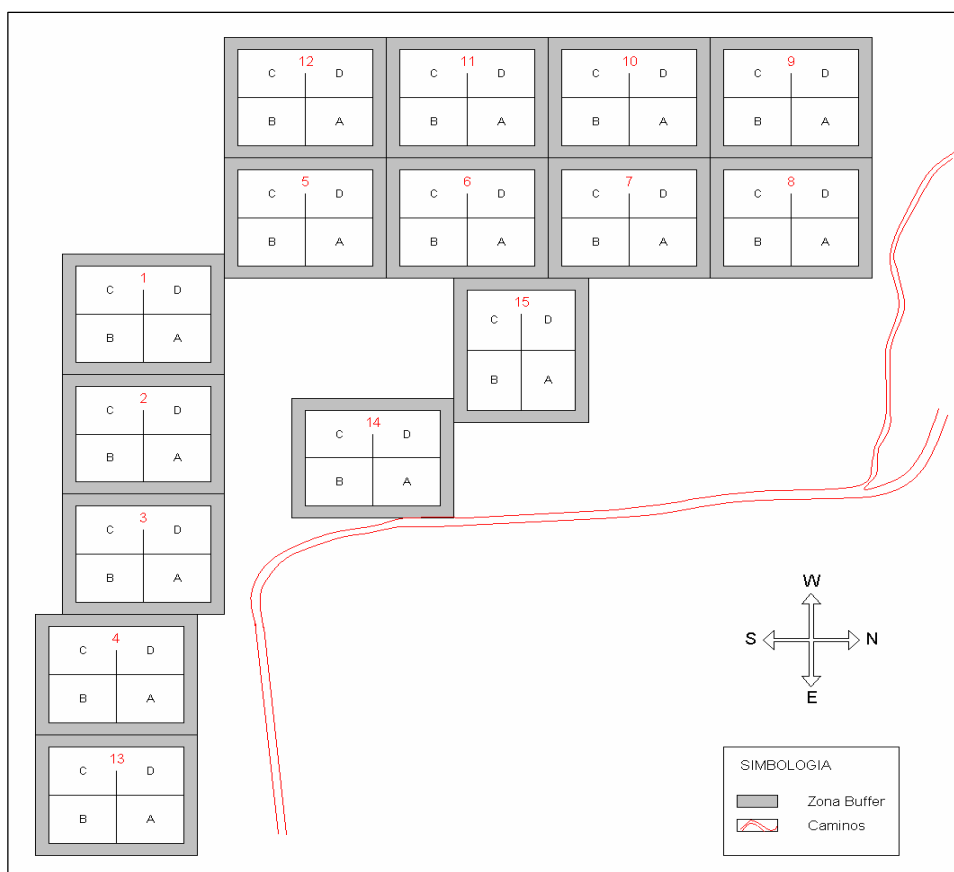 12 11 10 9
C D C D C D C D
B A B A B A B A
5 6 7 8
C D C D C D C D
B A B A B A B A
1
C D
B A
15
C D
B A
2
C D
B A
14
C D
B A
3
C D
B A
4
C D
B A
13
C D
B A
W
S N
E
SIMBOLOGIA
Zona Buffer
Caminos